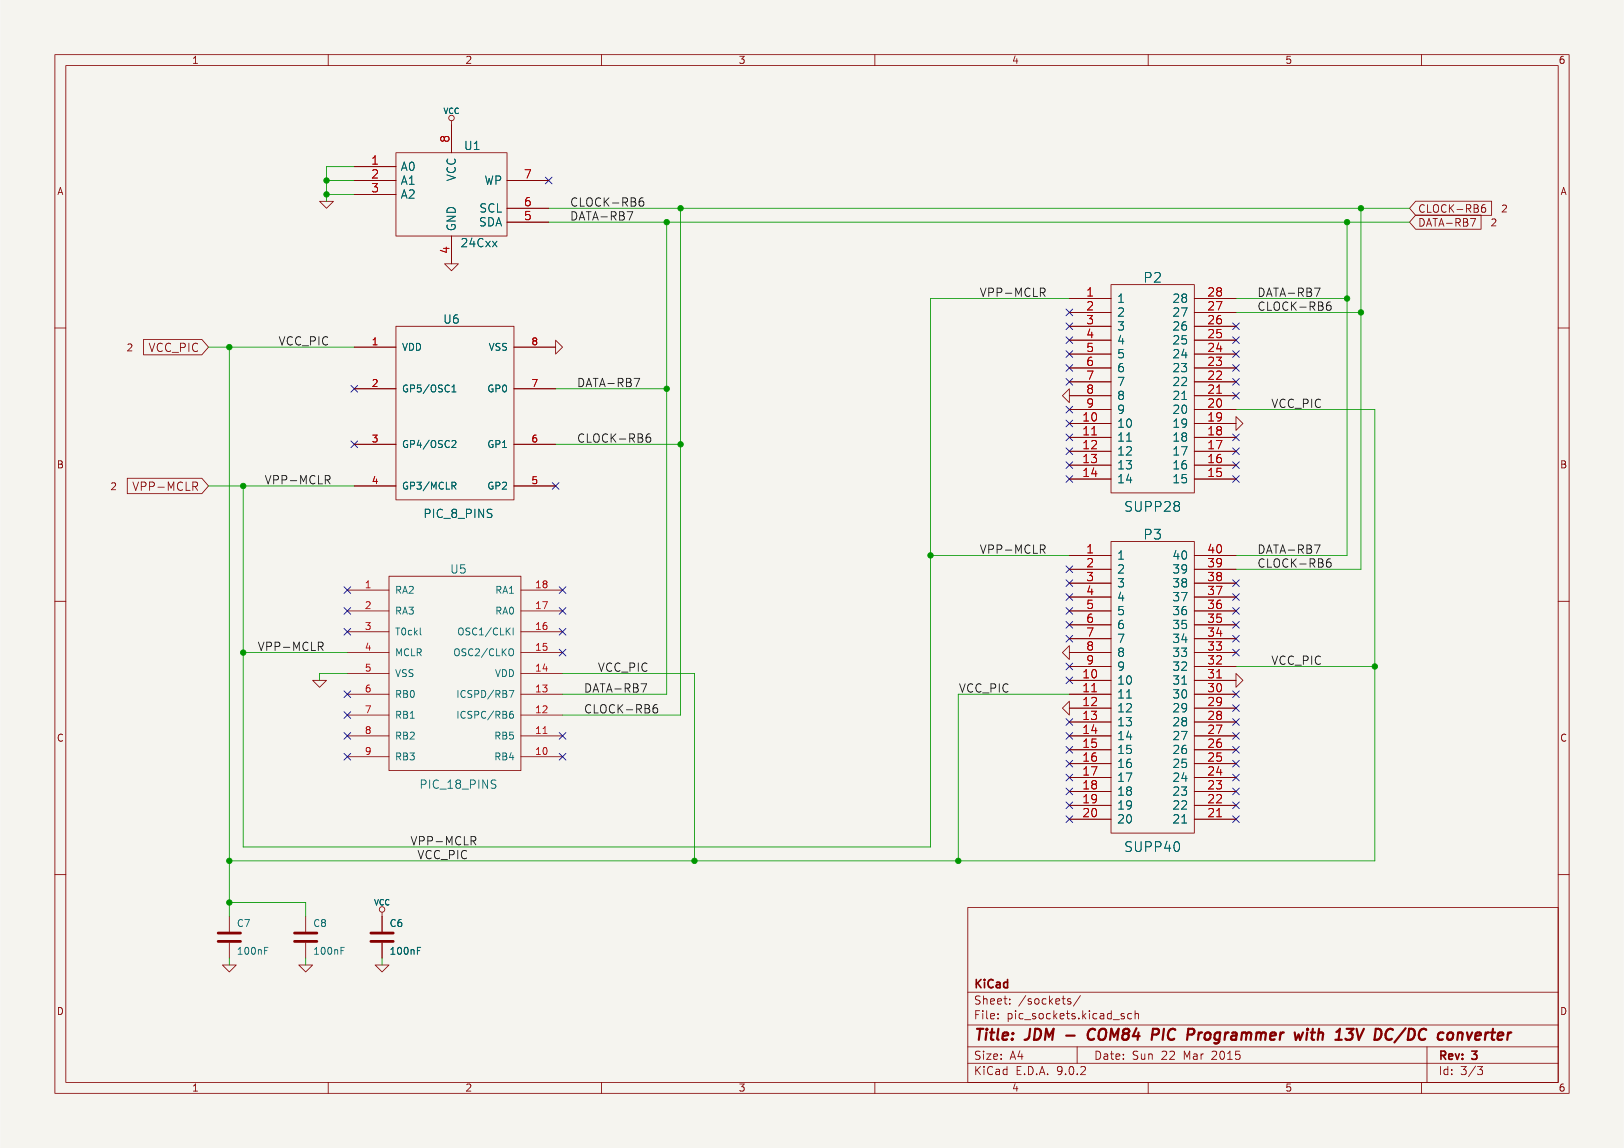 1 2 3 4 5 6
A A
B B
C C
D D
VCC
8
U1
1 A0
2 A1
3 A2
VCC
WP 7
GND
SCL 6 CLOCK-RB6
SDA 5 DATA-RB7
4
24Cxx
CLOCK-RB6 2
DATA-RB7 2
U6
2 VCC_PIC VCC_PIC 1 VDD VSS 8
2 GP5/OSC1 GP0 7 DATA-RB7
3 GP4/OSC2 GP1 6 CLOCK-RB6
2 VPP-MCLR VPP-MCLR 4 GP3/MCLR GP2 5
PIC_8_PINS
U5
1 RA2 RA1 18
2 RA3 RA0 17
3 T0ckl OSC1/CLKI 16
VPP-MCLR 4 MCLR OSC2/CLKO 15
5 VSS VDD 14 VCC_PIC
6 RB0 ICSPD/RB7 13 DATA-RB7
7 RB1 ICSPC/RB6 12 CLOCK-RB6
8 RB2 RB5 11
9 RB3 RB4 10
PIC_18_PINS
P2
VPP-MCLR 1 1 28 28 DATA-RB7
2 2 27 27 CLOCK-RB6
3 3 26 26
4 4 25 25
5 5 24 24
6 6 23 23
7 7 22 22
8 8 21 21
9 9 20 20 VCC_PIC
10 10 19 19
11 11 18 18
12 12 17 17
13 13 16 16
14 14 15 15
SUPP28
P3
VPP-MCLR 1 1 40 40 DATA-RB7
2 2 39 39 CLOCK-RB6
3 3 38 38
4 4 37 37
5 5 36 36
6 6 35 35
7 7 34 34
8 8 33 33
9 9 32 32 VCC_PIC
10 10 31 31
VCC_PIC 11 11 30 30
12 12 29 29
13 13 28 28
14 14 27 27
15 15 26 26
16 16 25 25
17 17 24 24
18 18 23 23
19 19 22 22
20 20 21 21
SUPP40
VPP-MCLR
VCC_PIC
VCC
C7 C8 C6
100nF 100nF 100nF
KiCad
Sheet: /sockets/
File: pic_sockets.kicad_sch
Title: JDM - COM84 PIC Programmer with 13V DC/DC converter
Size: A4 Date: Sun 22 Mar 2015 Rev: 3
KiCad E.D.A. 9.0.2 Id: 3/3
1 2 3 4 5 6